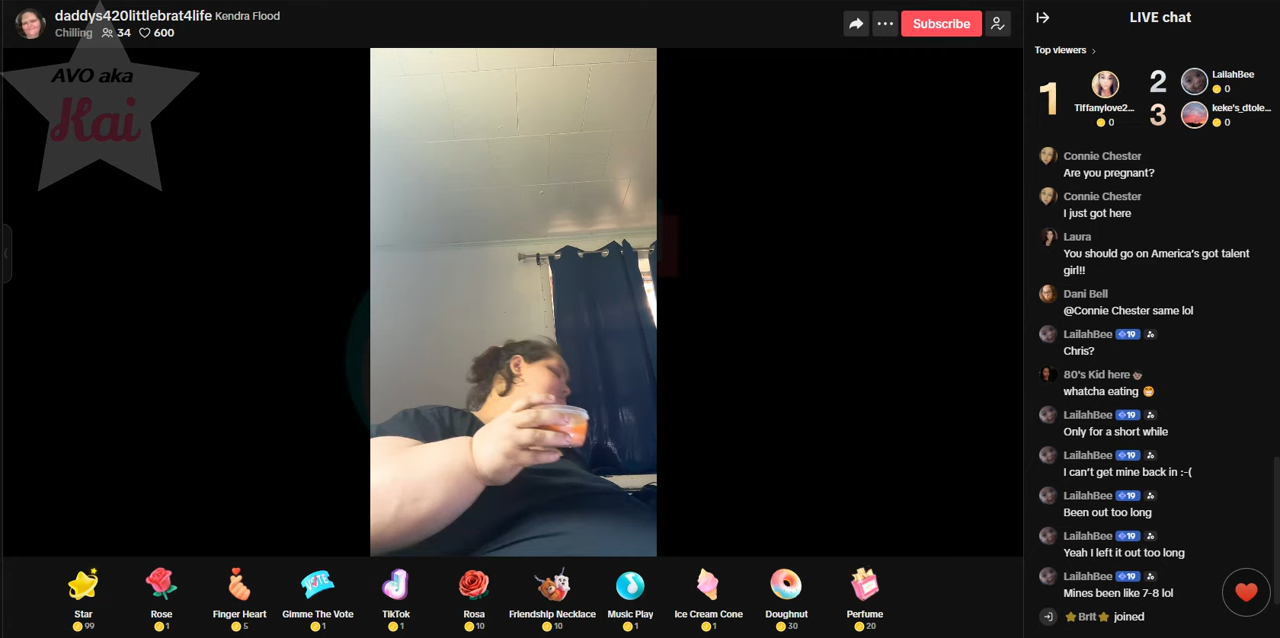 daddys420littlebrat4life Kendra Flood
Chilling 34 600
Subscribe
AVO aka
Kai
LIVE chat
Top viewers
1
Tiffanylove2...
0
2
LailahBee
0
3
keke's_dtole...
0
Connie Chester
Are you pregnant?
Connie Chester
I just got here
Laura
You should go on America's got talent
girl!!
Dani Bell
@Connie Chester same lol
LailahBee 19
Chris?
80's Kid here
whatcha eating
LailahBee 19
Only for a short while
LailahBee 19
I can't get mine back in :-(
LailahBee 19
Been out too long
LailahBee 19
Yeah I left it out too long
LailahBee 19
Mines been like 7-8 lol
Brit joined
Star Rose Finger Heart Gimme The Vote TikTok Rosa Friendship Necklace Music Play Ice Cream Cone Doughnut Perfume
99 1 5 1 1 10 10 1 1 30 20